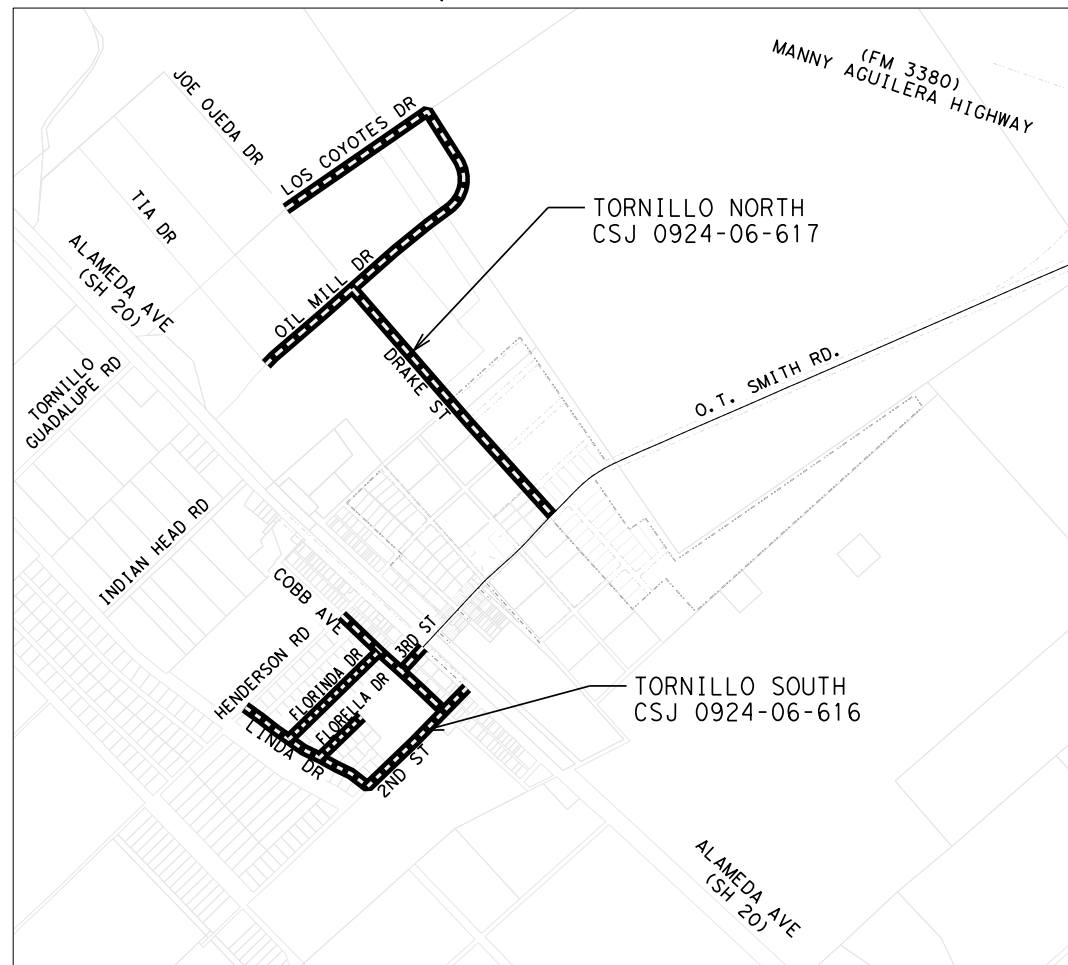 (FM 3380)
MANNY AGUILERA HIGHWAY
JOE OJEDA DR
LOS COYOTES DR
TIA DR
TORNILLO NORTH
CSJ 0924-06-617
ALAMEDA AVE
(SH 20)
OIL MILL DR
DRAKE ST
TORNILLO
GUADALUPE RD
O.T. SMITH RD.
INDIAN HEAD RD
COBB AVE
3RD ST
HENDERSON RD
FLORINDA DR
FLORELLA DR
TORNILLO SOUTH
CSJ 0924-06-616
LINDA DR
2ND ST
ALAMEDA AVE
(SH 20)